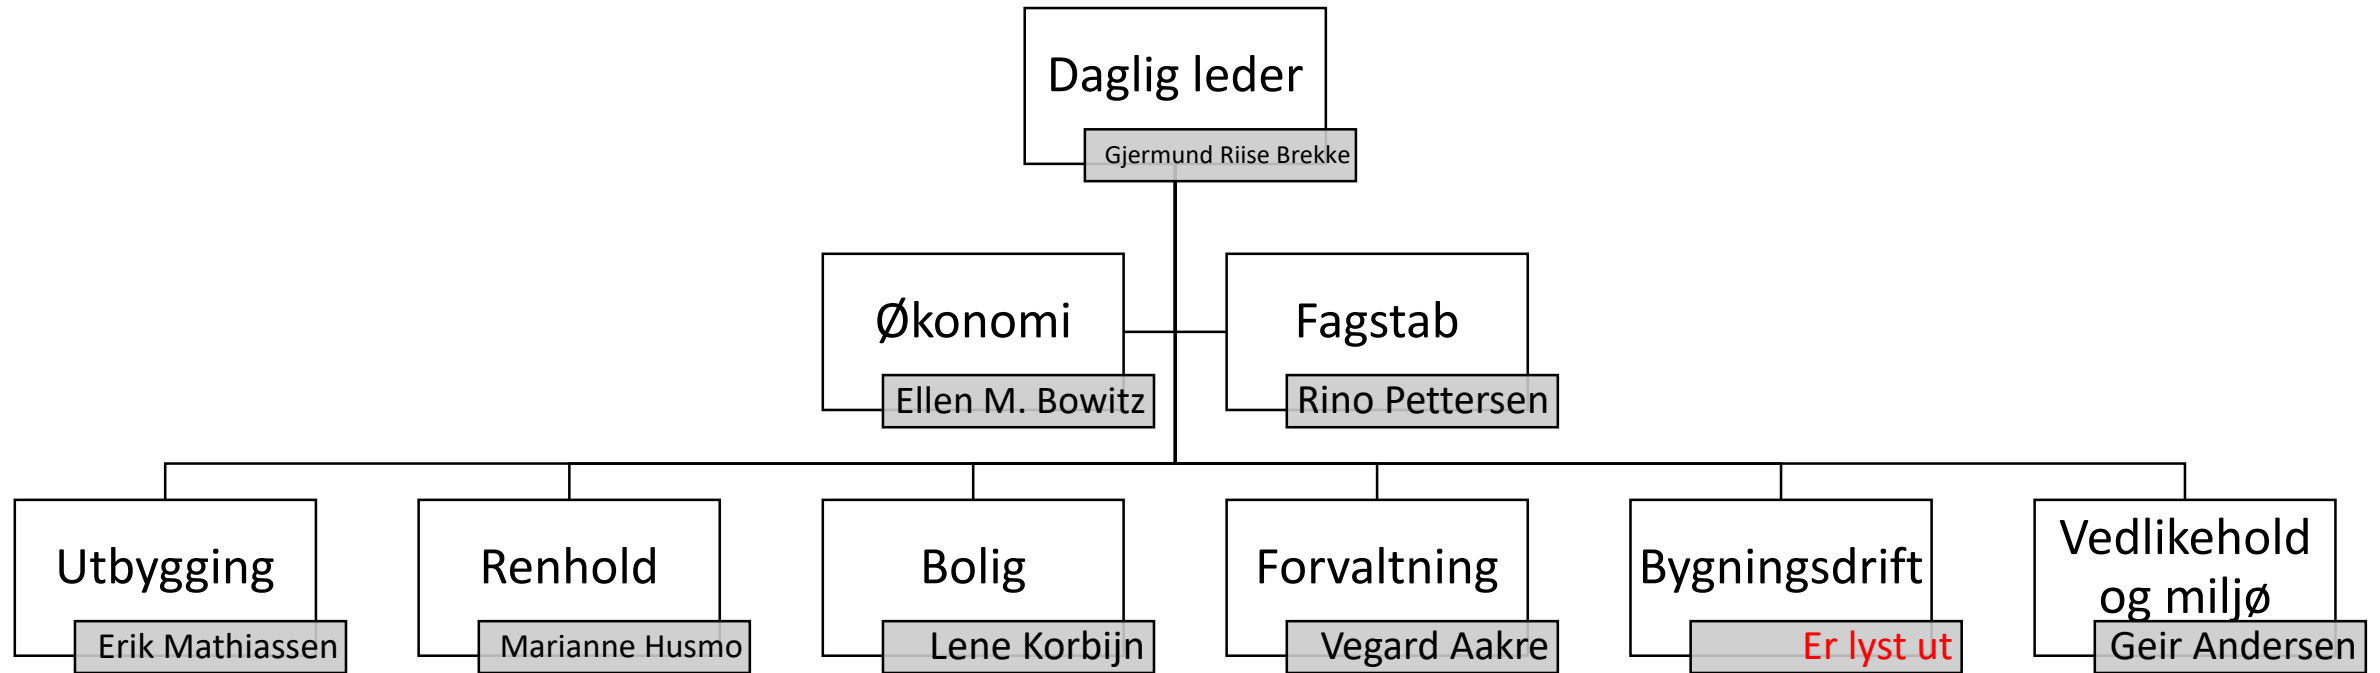 Daglig leder
Gjermund Riise Brekke
Økonomi
Ellen M. Bowitz
Fagstab
Rino Pettersen
Utbygging
Erik Mathiassen
Renhold
Marianne Husmo
Bolig
Lene Korbijn
Forvaltning
Vegard Aakre
Bygningsdrift
Er lyst ut
Vedlikehold
og miljø
Geir Andersen